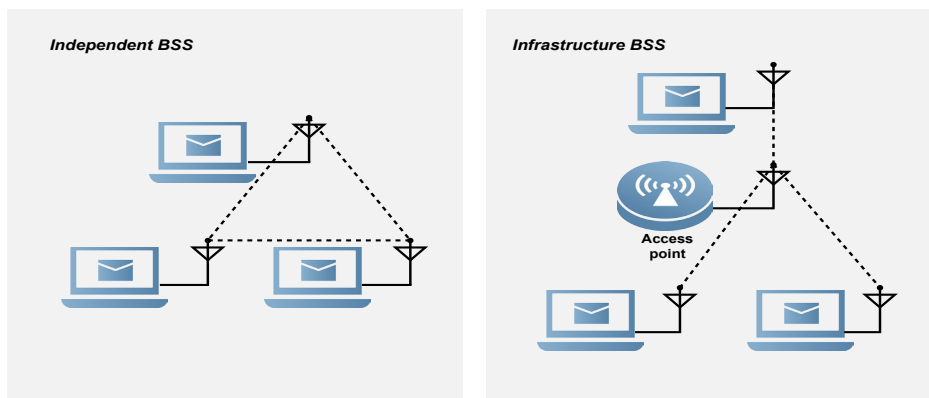 Independent BSS
Infrastructure BSS
Access
point